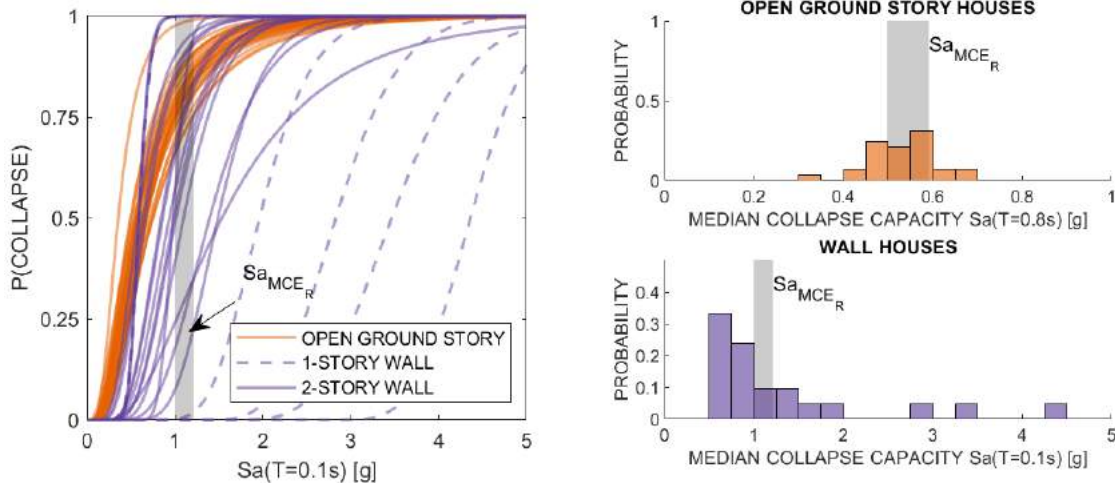 P(COLLAPSE)
1
0.75
0.5
0.25
0
0 1 2 3 4 5
Sa(T=0.1s) [g]
Sa_MCE_R
OPEN GROUND STORY
1-STORY WALL
2-STORY WALL
OPEN GROUND STORY HOUSES
PROBABILITY
1
0.5
0
Sa_MCE_R
0 0.2 0.4 0.6 0.8 1
MEDIAN COLLAPSE CAPACITY Sa(T=0.8s) [g]
WALL HOUSES
PROBABILITY
0.4
0.3
0.2
0.1
0
Sa_MCE_R
0 1 2 3 4 5
MEDIAN COLLAPSE CAPACITY Sa(T=0.1s) [g]